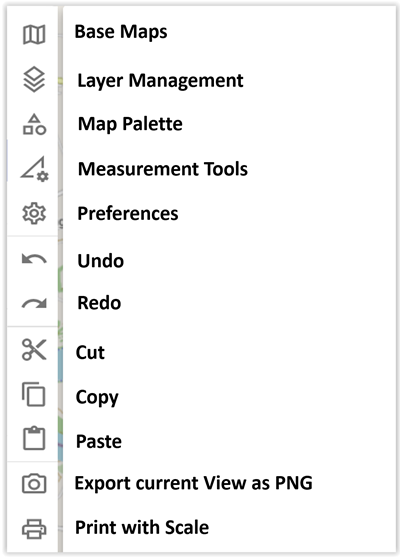 Base Maps
Layer Management
Map Palette
Measurement Tools
Preferences
Undo
Redo
Cut
Copy
Paste
Export current View as PNG
Print with Scale